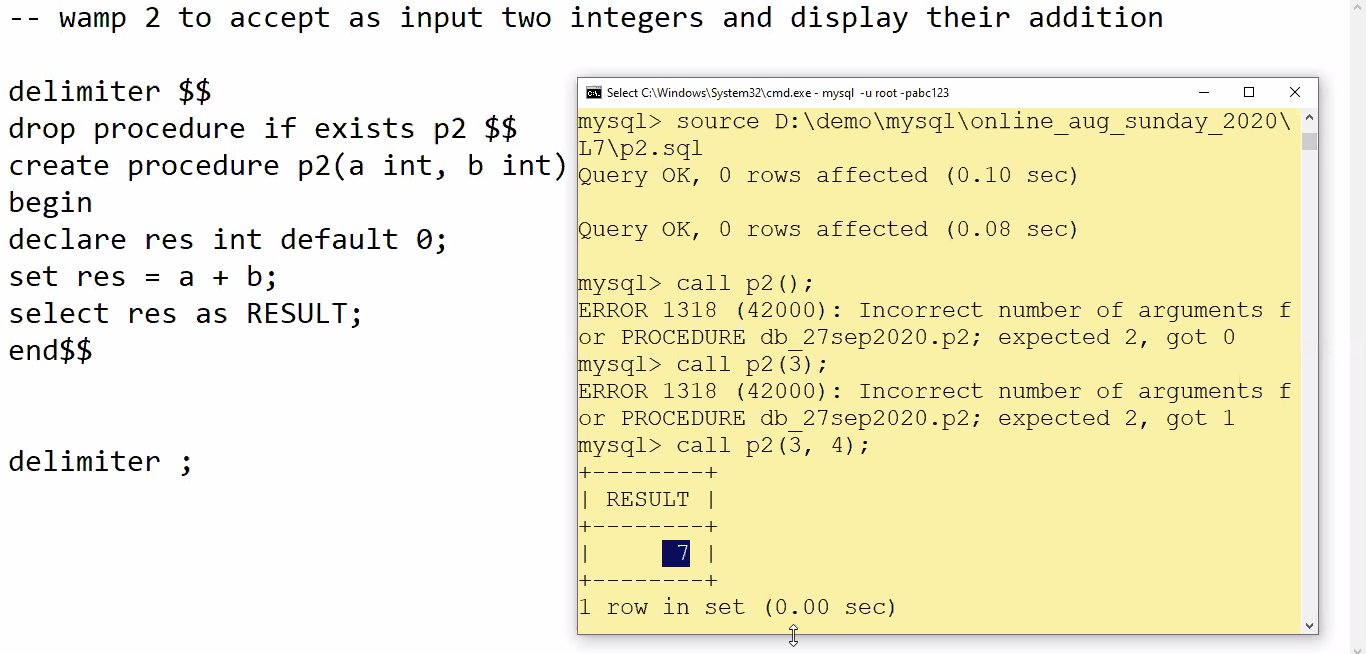 -- wamp 2 to accept as input two integers and display their addition
delimiter $$
drop procedure if exists p2 $$
create procedure p2(a int, b int)
begin
declare res int default 0;
set res = a + b;
select res as RESULT;
end$$
delimiter ;
Select C:\Windows\System32\cmd.exe - mysql -u root -pabc123
mysql> source D:\demo\mysql\online_aug_sunday_2020\
L7\p2.sql
Query OK, 0 rows affected (0.10 sec)
Query OK, 0 rows affected (0.08 sec)
mysql> call p2();
ERROR 1318 (42000): Incorrect number of arguments f
or PROCEDURE db_27sep2020.p2; expected 2, got 0
mysql> call p2(3);
ERROR 1318 (42000): Incorrect number of arguments f
or PROCEDURE db_27sep2020.p2; expected 2, got 1
mysql> call p2(3, 4);
+--------+
| RESULT |
+--------+
|      7 |
+--------+
1 row in set (0.00 sec)